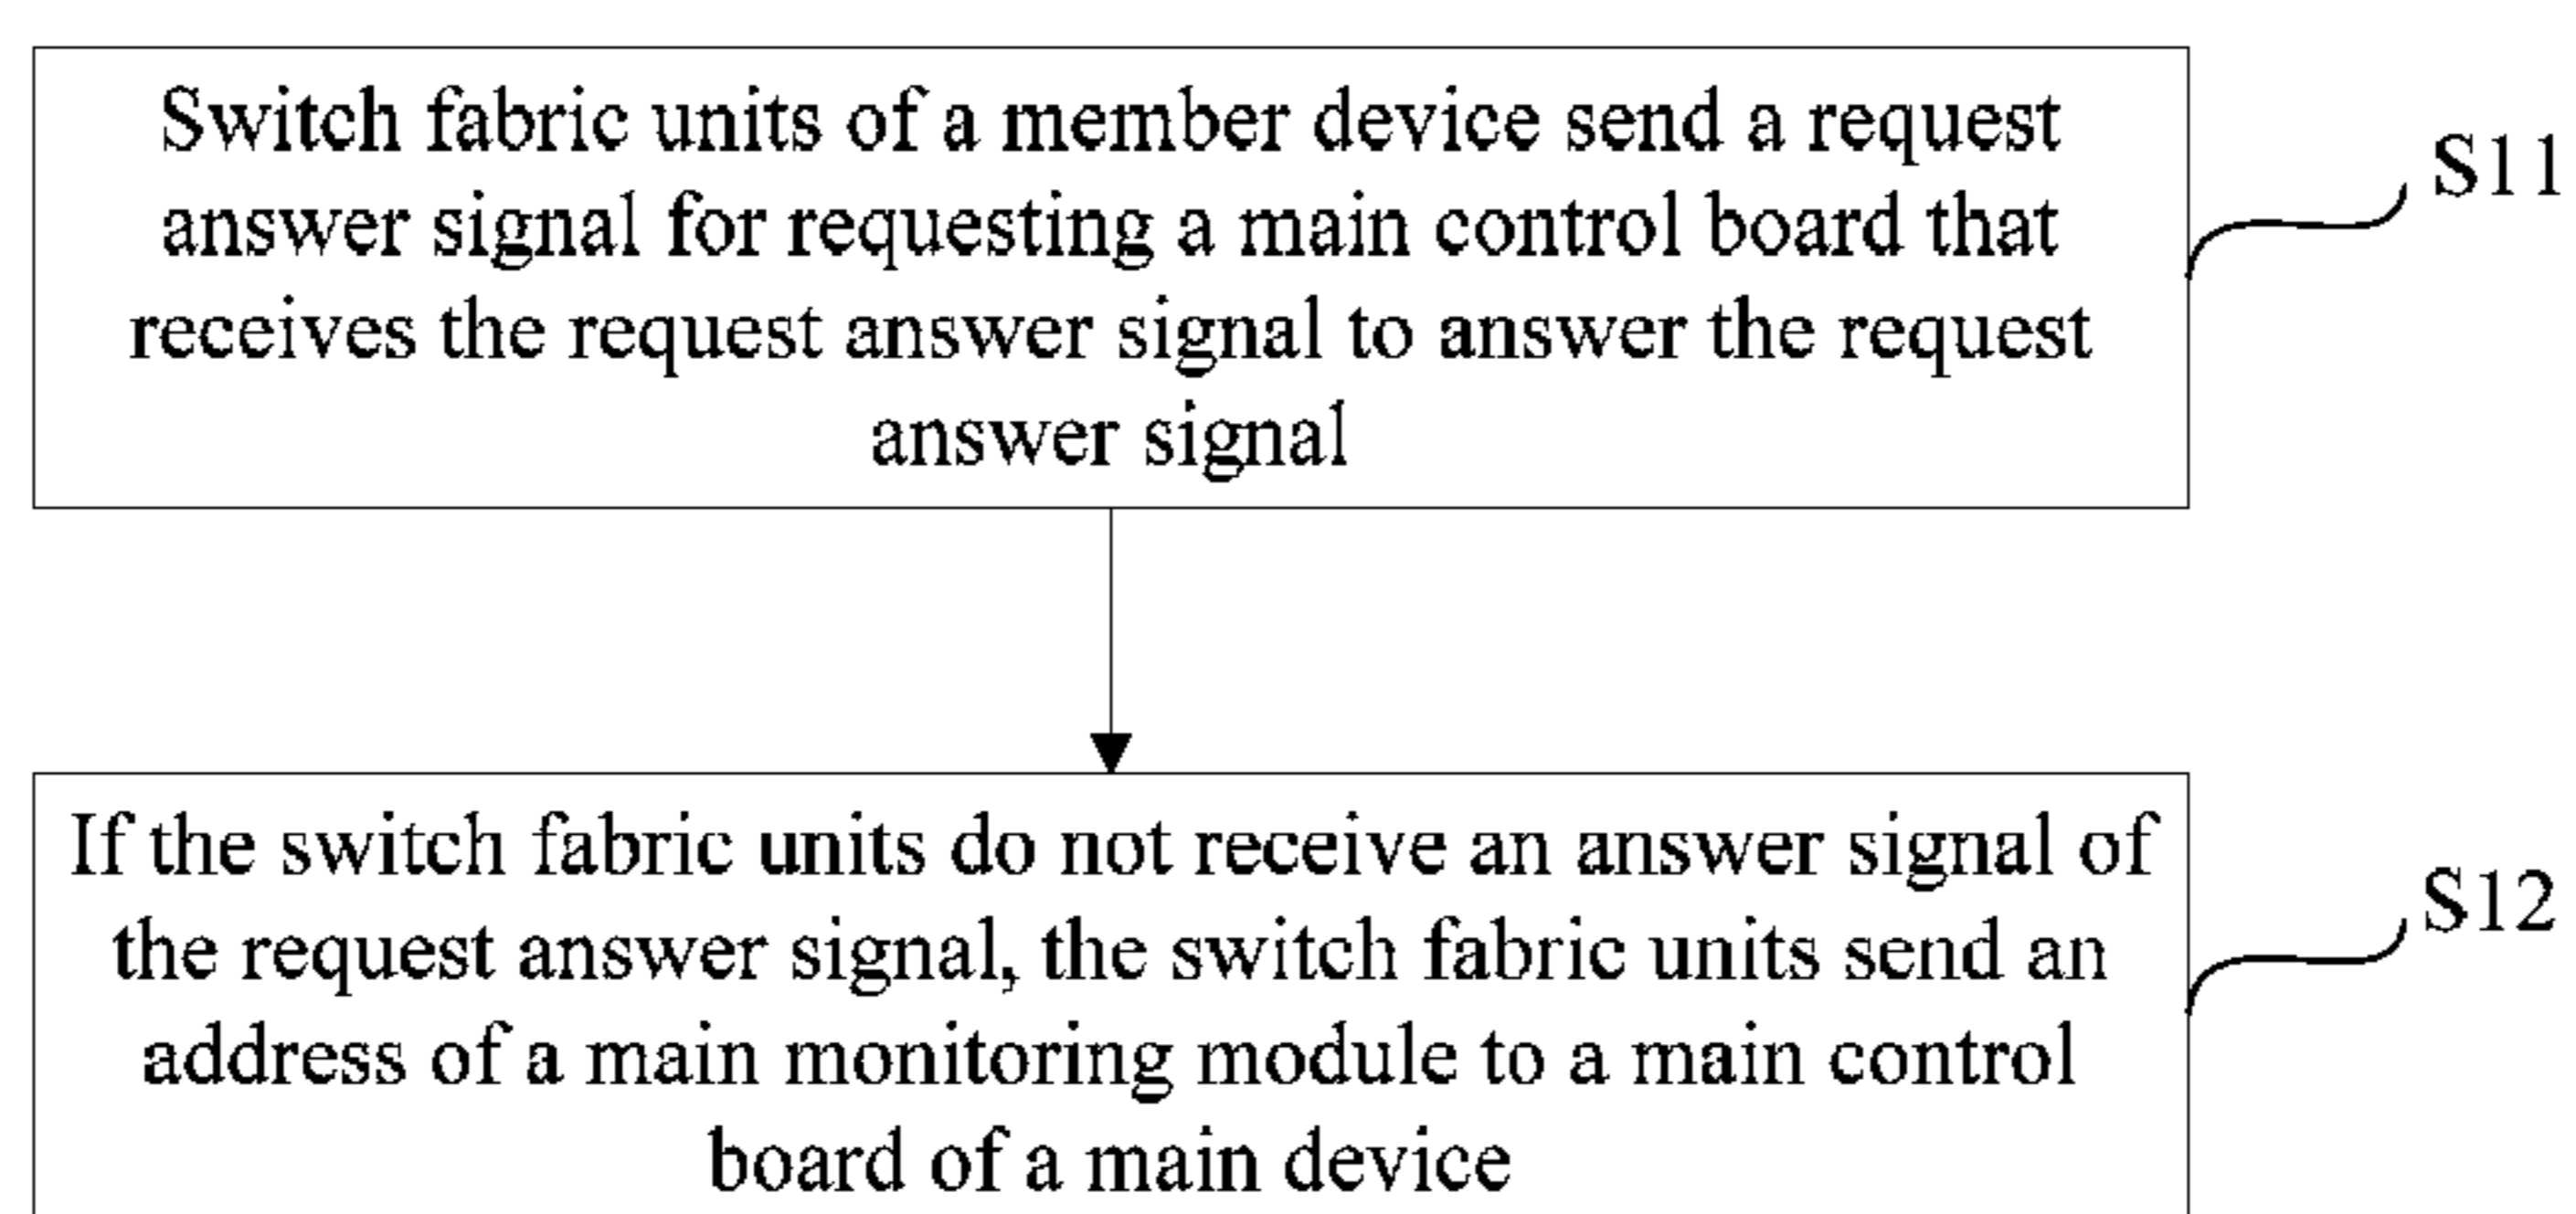 Switch fabric units of a member device send a request
answer signal for requesting a main control board that
receives the request answer signal to answer the request
answer signal
S11
If the switch fabric units do not receive an answer signal of
the request answer signal, the switch fabric units send an
address of a main monitoring module to a main control
board of a main device
S12